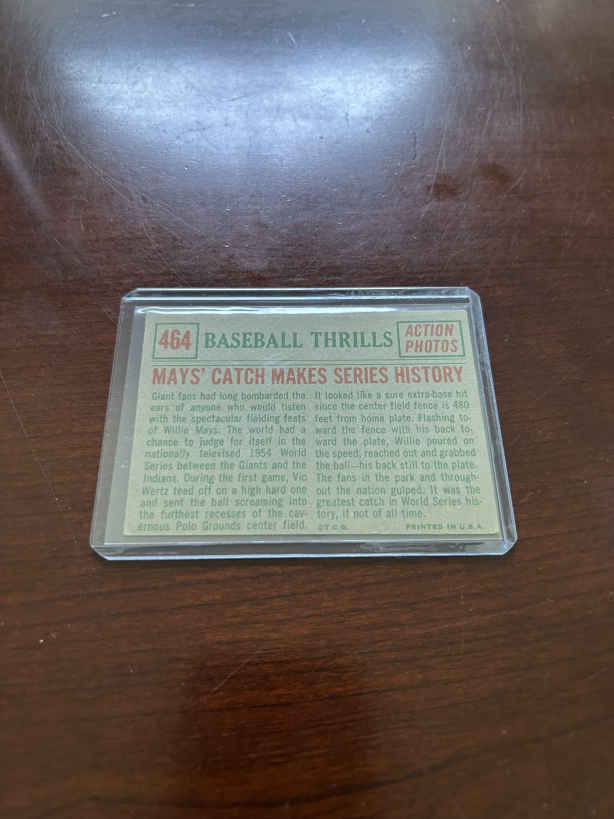 464 BASEBALL THRILLS ACTION PHOTOS
MAYS' CATCH MAKES SERIES HISTORY
Giant fans had long bombarded the
ears of anyone who would listen
with the spectacular fielding feats
of Willie Mays. The world had a
chance to judge for itself in the
nationally televised 1954 World
Series between the Giants and the
Indians. During the first game, Vic
Wertz teed off on a high hard one
and sent the ball screaming into
the furthest recesses of the cav-
ernous Polo Grounds center field.
It looked like a sure extra-base hit
since the center field fence is 480
feet from home plate. Flashing to-
ward the fence with his back to-
ward the plate, Willie poured on
the speed, reached out and grabbed
the ball—his back still to the plate.
The fans in the park and through-
out the nation gulped. It was the
greatest catch in World Series his-
tory, if not of all time.
©T.C.G. PRINTED IN U.S.A.